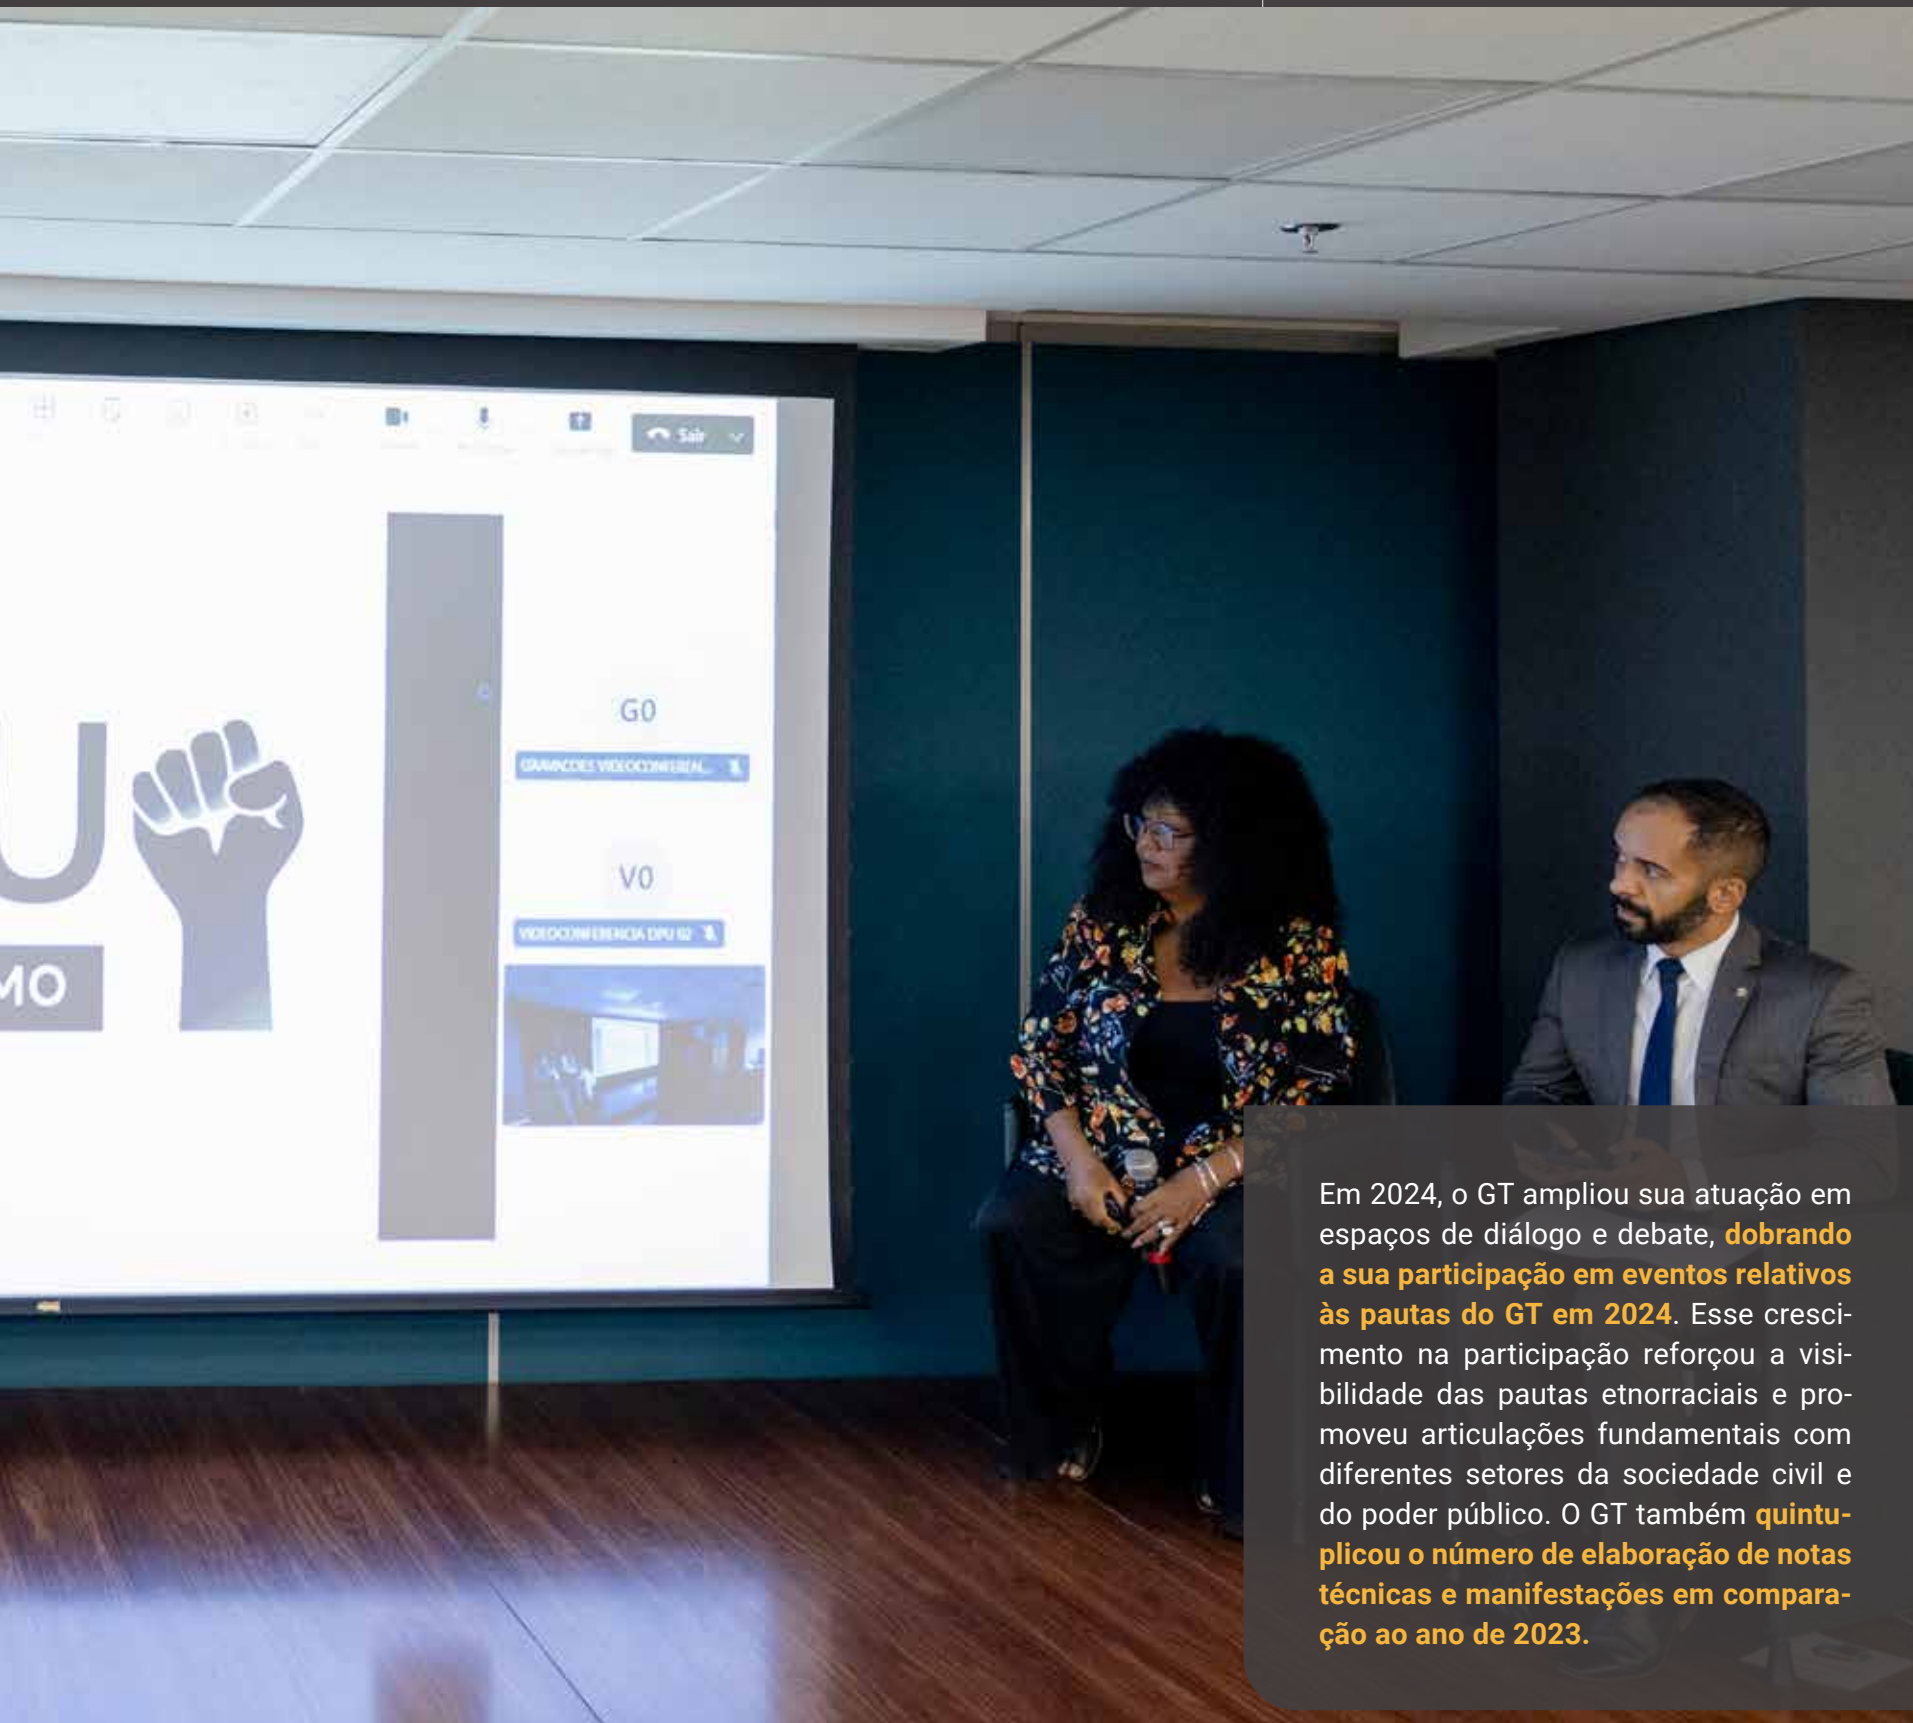 Sair
G0
V0
VIDEOCONFERENCIA DPU 02
U
MO
Em 2024, o GT ampliou sua atuação em
espaços de diálogo e debate, dobrando
a sua participação em eventos relativos
às pautas do GT em 2024. Esse cresci-
mento na participação reforçou a visi-
bilidade das pautas etnorraciais e pro-
moveu articulações fundamentais com
diferentes setores da sociedade civil e
do poder público. O GT também quintu-
plicou o número de elaboração de notas
técnicas e manifestações em compara-
ção ao ano de 2023.